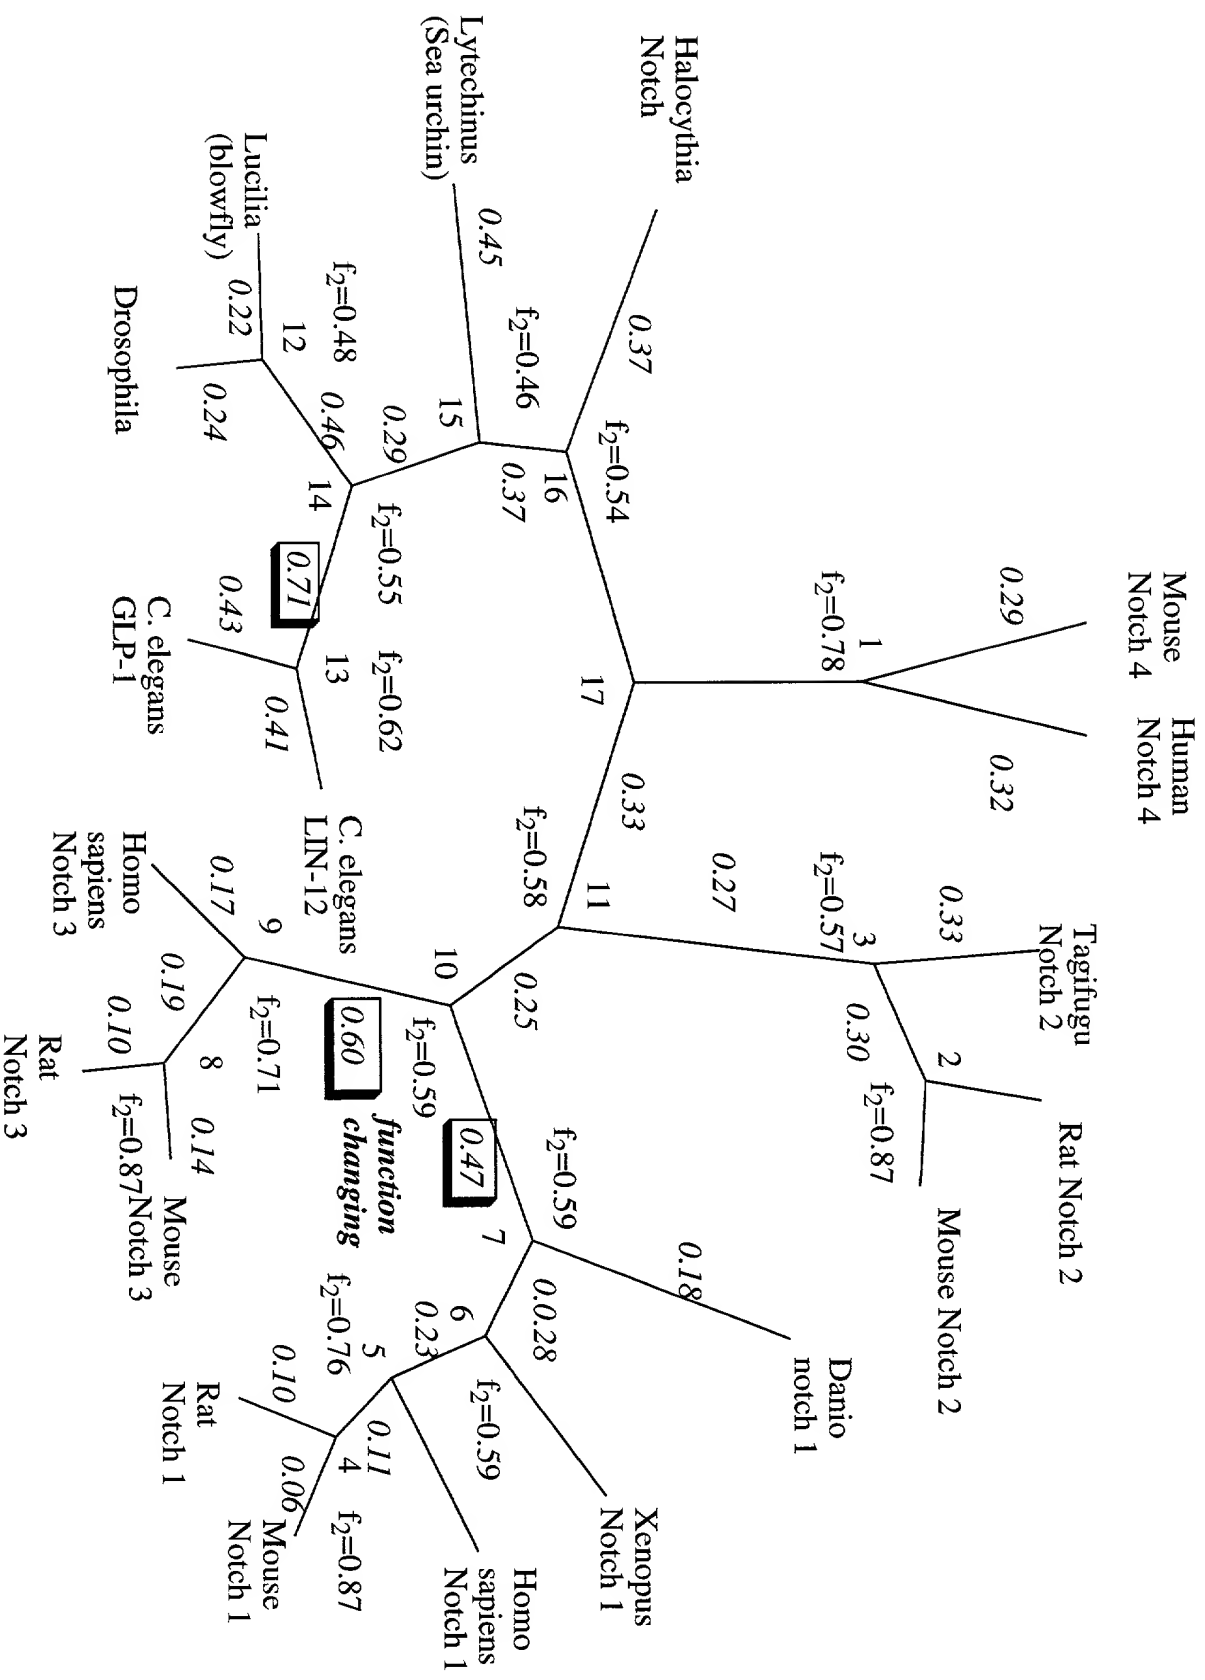 Mouse
Notch 4
Human
Notch 4
0.29
0.32
1
f2=0.78
Tagifugu
Notch 2
0.33
Rat Notch 2
Mouse Notch 2
2
f2=0.87
0.30
3
f2=0.57
0.27
Halocythia
Notch
0.37
f2=0.54
16
17
0.33
11
f2=0.58
0.25
Lytechinus
(Sea urchin)
0.45
f2=0.46
15
0.37
0.29
Lucilia
(blowfly)
0.22
12
f2=0.48
0.46
Drosophila
0.24
14
f2=0.55
0.71
13
f2=0.62
C. elegans
GLP-1
0.43
0.41
C. elegans
LIN-12
10
f2=0.59
0.60
function
changing
0.47
f2=0.59
7
Homo
sapiens
Notch 3
0.17
9
f2=0.71
0.19
8
0.10
0.14
f2=0.87
Rat
Notch 3
Mouse
Notch 3
0.18
Danio
notch 1
0.0.28
6
f2=0.59
Xenopus
Notch 1
0.23
5
f2=0.76
Homo
sapiens
Notch 1
0.11
4
f2=0.87
0.10
0.06
Rat
Notch 1
Mouse
Notch 1